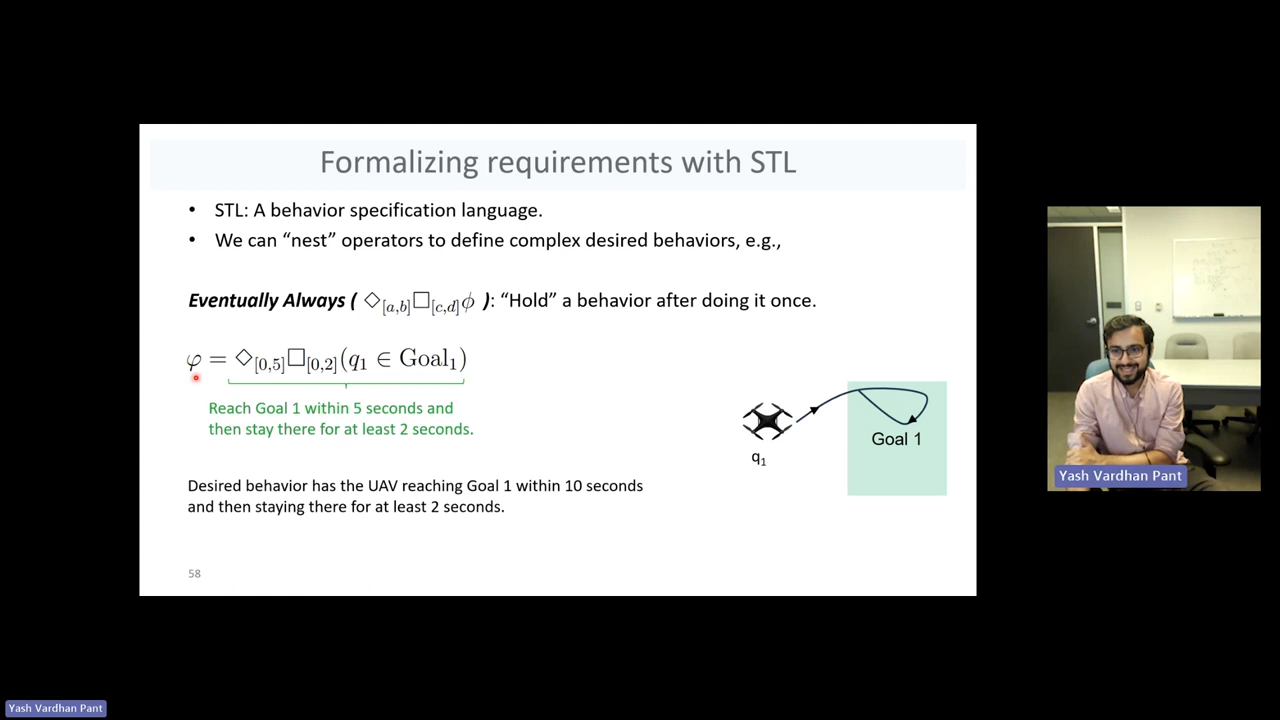 Formalizing requirements with STL
• STL: A behavior specification language.
• We can “nest” operators to define complex desired behaviors, e.g.,
Eventually Always ( ◇[a,b]□[c,d]ϕ ): “Hold” a behavior after doing it once.
φ = ◇[0,5]□[0,2](q₁ ∈ Goal₁)
Reach Goal 1 within 5 seconds and
then stay there for at least 2 seconds.
Goal 1
q₁
Desired behavior has the UAV reaching Goal 1 within 10 seconds
and then staying there for at least 2 seconds.
58
Yash Vardhan Pant
Yash Vardhan Pant